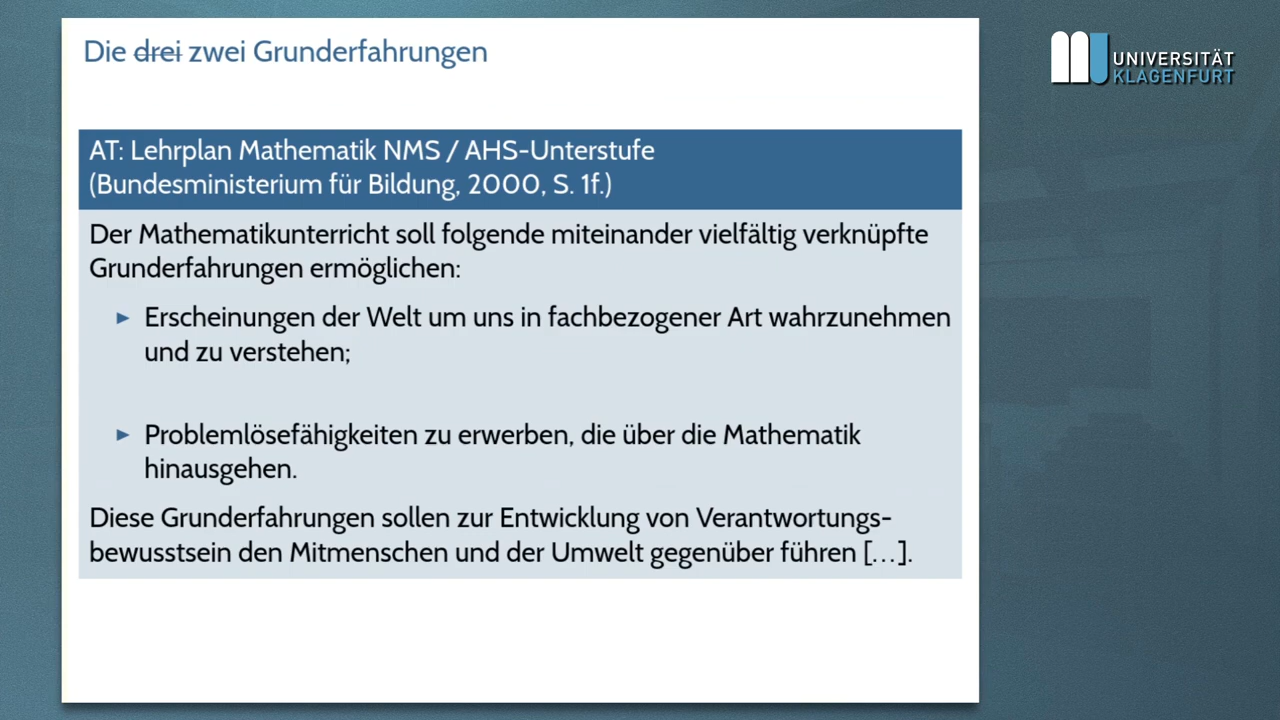 Die drei zwei Grunderfahrungen
UNIVERSITÄT
KLAGENFURT
AT: Lehrplan Mathematik NMS / AHS-Unterstufe
(Bundesministerium für Bildung, 2000, S. 1f.)
Der Mathematikunterricht soll folgende miteinander vielfältig verknüpfte
Grunderfahrungen ermöglichen:
► Erscheinungen der Welt um uns in fachbezogener Art wahrzunehmen
und zu verstehen;
► Problemlösefähigkeiten zu erwerben, die über die Mathematik
hinausgehen.
Diese Grunderfahrungen sollen zur Entwicklung von Verantwortungs-
bewusstsein den Mitmenschen und der Umwelt gegenüber führen [...].